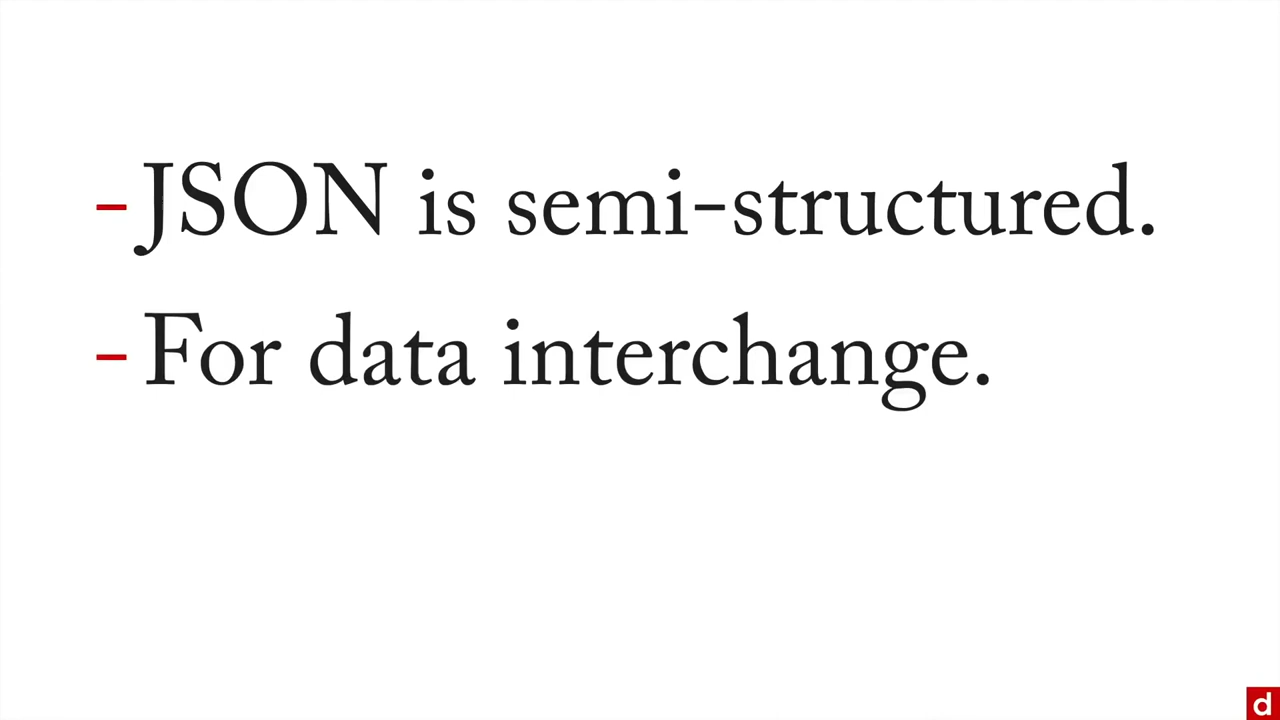 -JSON is semi-structured.
-For data interchange.
d